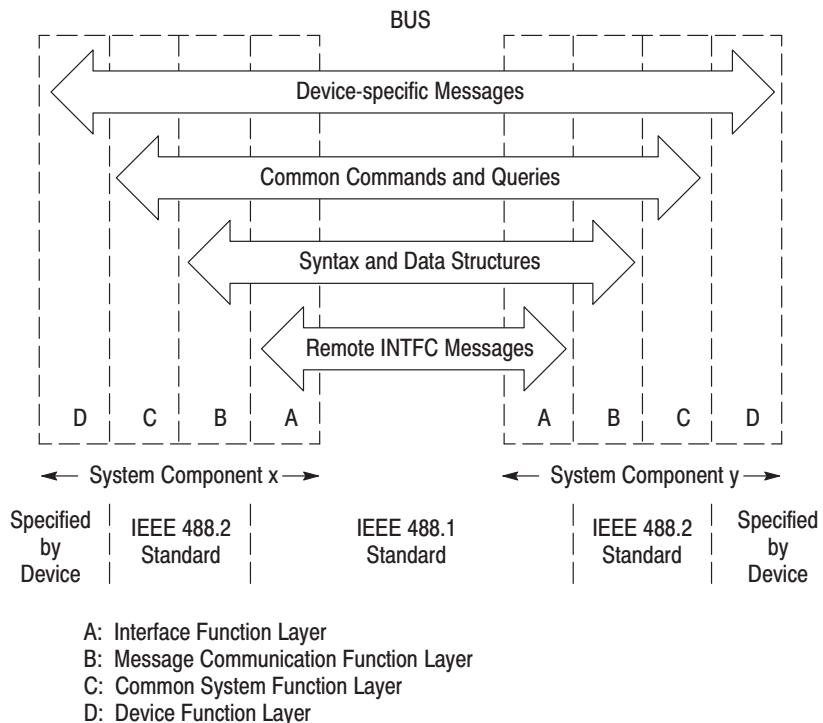 BUS
Device-specific Messages
Common Commands and Queries
Syntax and Data Structures
Remote INTFC Messages
D C B A A B C D
System Component x System Component y
Specified
by
Device
IEEE 488.2
Standard
IEEE 488.1
Standard
IEEE 488.2
Standard
Specified
by
Device
A: Interface Function Layer
B: Message Communication Function Layer
C: Common System Function Layer
D: Device Function Layer